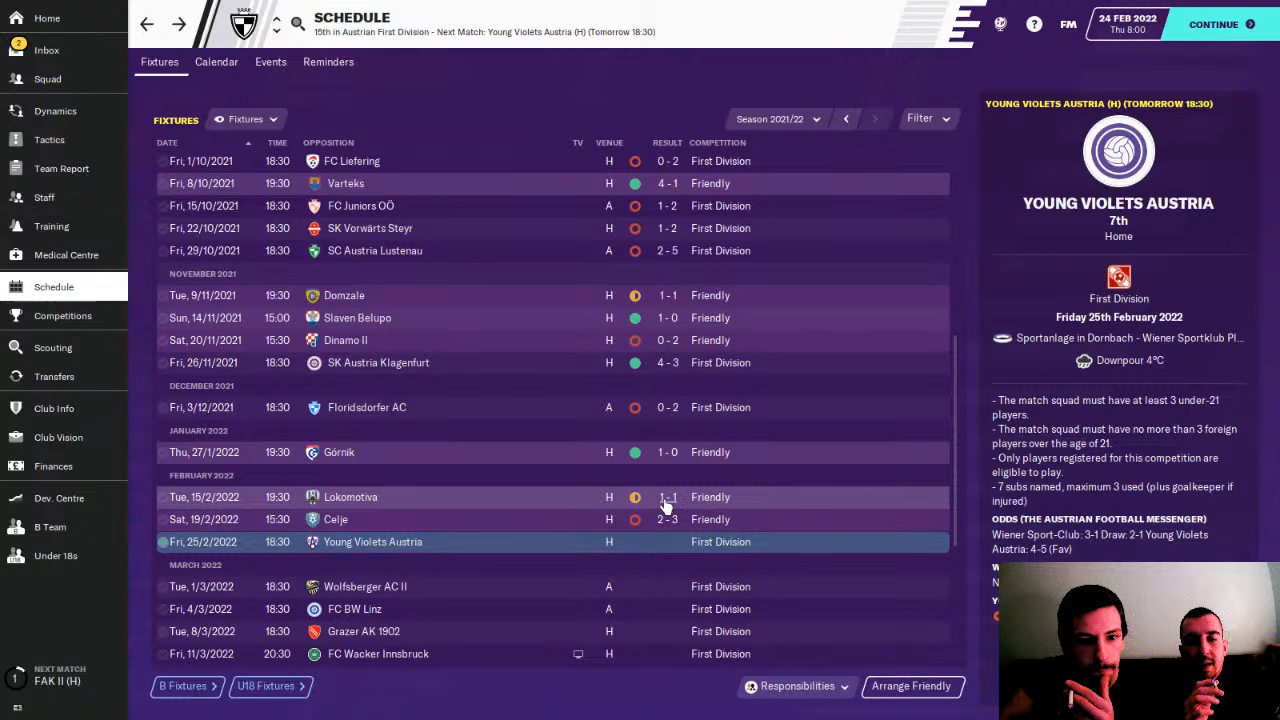 SCHEDULE
15th in Austrian First Division - Next Match: Young Violets Austria (H) (Tomorrow 18:30)
FM
24 FEB 2022
Thu 8:00
CONTINUE
Home
2
Inbox
Squad
Dynamics
Tactics
Team Report
Staff
Training
Medical Centre
Schedule
Competitions
Scouting
Transfers
Club Info
Club Vision
Finances
Dev. Centre
B Team
Under 18s
1
NEXT MATCH
FAK II (H)
Fixtures Calendar Events Reminders
FIXTURES Fixtures Season 2021/22 Filter
DATE TIME OPPOSITION TV VENUE RESULT COMPETITION
Fri, 1/10/2021 18:30 FC Liefering H 0 - 2 First Division
Fri, 8/10/2021 19:30 Varteks H 4 - 1 Friendly
Fri, 15/10/2021 18:30 FC Juniors OÖ A 1 - 2 First Division
Fri, 22/10/2021 18:30 SK Vorwärts Steyr H 1 - 2 First Division
Fri, 29/10/2021 18:30 SC Austria Lustenau A 2 - 5 First Division
NOVEMBER 2021
Tue, 9/11/2021 19:30 Domzale H 1 - 1 Friendly
Sun, 14/11/2021 15:00 Slaven Belupo H 1 - 0 Friendly
Sat, 20/11/2021 15:30 Dinamo II H 0 - 2 Friendly
Fri, 26/11/2021 18:30 SK Austria Klagenfurt H 4 - 3 First Division
DECEMBER 2021
Fri, 3/12/2021 18:30 Floridsdorfer AC A 0 - 2 First Division
JANUARY 2022
Thu, 27/1/2022 19:30 Górnik H 1 - 0 Friendly
FEBRUARY 2022
Tue, 15/2/2022 19:30 Lokomotiva H 1 - 1 Friendly
Sat, 19/2/2022 15:30 Celje H 2 - 3 Friendly
Fri, 25/2/2022 18:30 Young Violets Austria H First Division
MARCH 2022
Tue, 1/3/2022 18:30 Wolfsberger AC II A First Division
Fri, 4/3/2022 18:30 FC BW Linz A First Division
Tue, 8/3/2022 18:30 Grazer AK 1902 H First Division
Fri, 11/3/2022 20:30 FC Wacker Innsbruck H First Division
B Fixtures U18 Fixtures Responsibilities Arrange Friendly
YOUNG VIOLETS AUSTRIA (H) (TOMORROW 18:30)
YOUNG VIOLETS AUSTRIA
7th
Home
First Division
Friday 25th February 2022
Sportanlage in Dornbach - Wiener Sportklub Pl...
Downpour 4°C
- The match squad must have at least 3 under-21
players.
- The match squad must have no more than 3 foreign
players over the age of 21.
- Only players registered for this competition are
eligible to play.
- 7 subs named, maximum 3 used (plus goalkeeper if
injured)
ODDS (THE AUSTRIAN FOOTBALL MESSENGER)
Wiener Sport-Club: 3-1 Draw: 2-1 Young Violets
Austria: 4-5 (Fav)